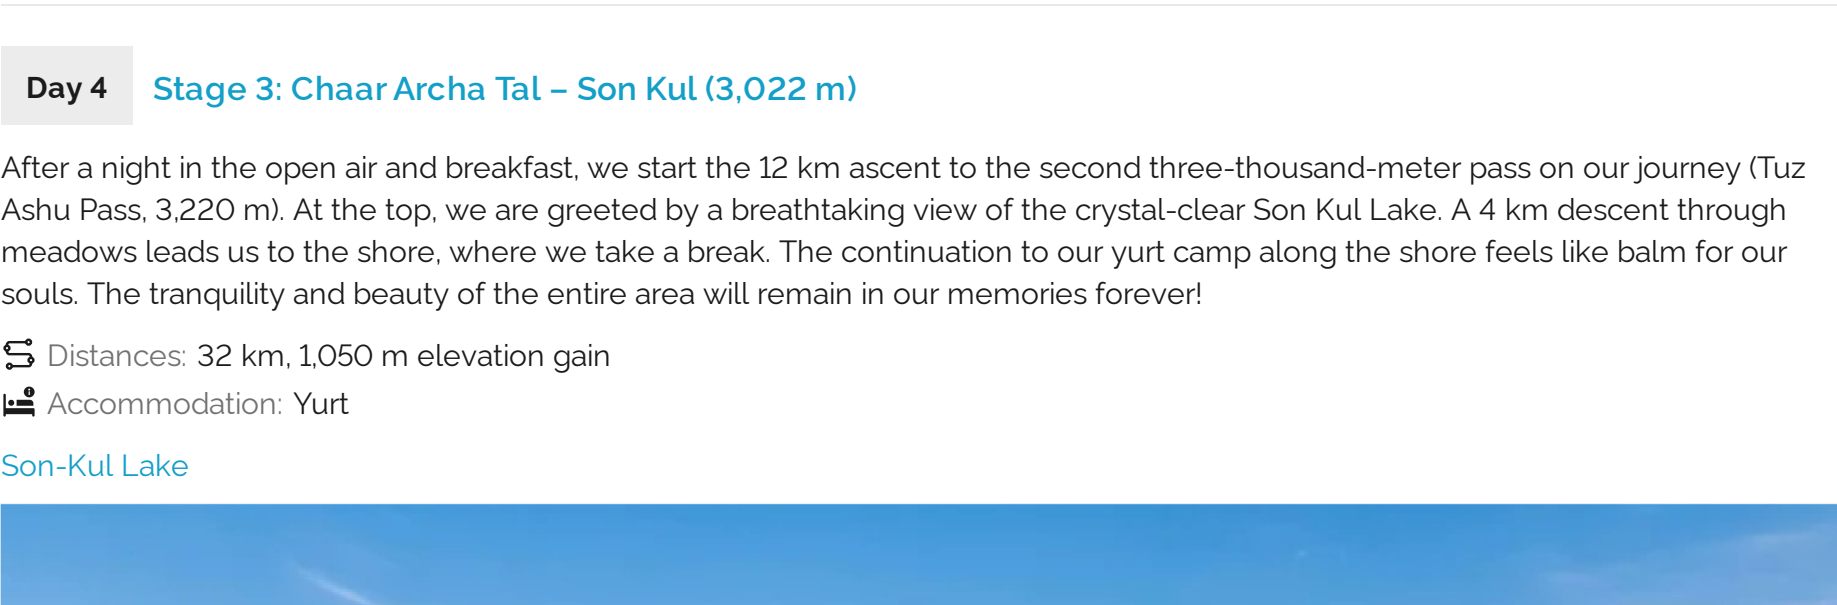 Day 4
Stage 3: Chaar Archa Tal – Son Kul (3,022 m)
After a night in the open air and breakfast, we start the 12 km ascent to the second three-thousand-meter pass on our journey (Tuz
Ashu Pass, 3,220 m). At the top, we are greeted by a breathtaking view of the crystal-clear Son Kul Lake. A 4 km descent through
meadows leads us to the shore, where we take a break. The continuation to our yurt camp along the shore feels like balm for our
souls. The tranquility and beauty of the entire area will remain in our memories forever!
Distances: 32 km, 1,050 m elevation gain
Accommodation: Yurt
Son-Kul Lake